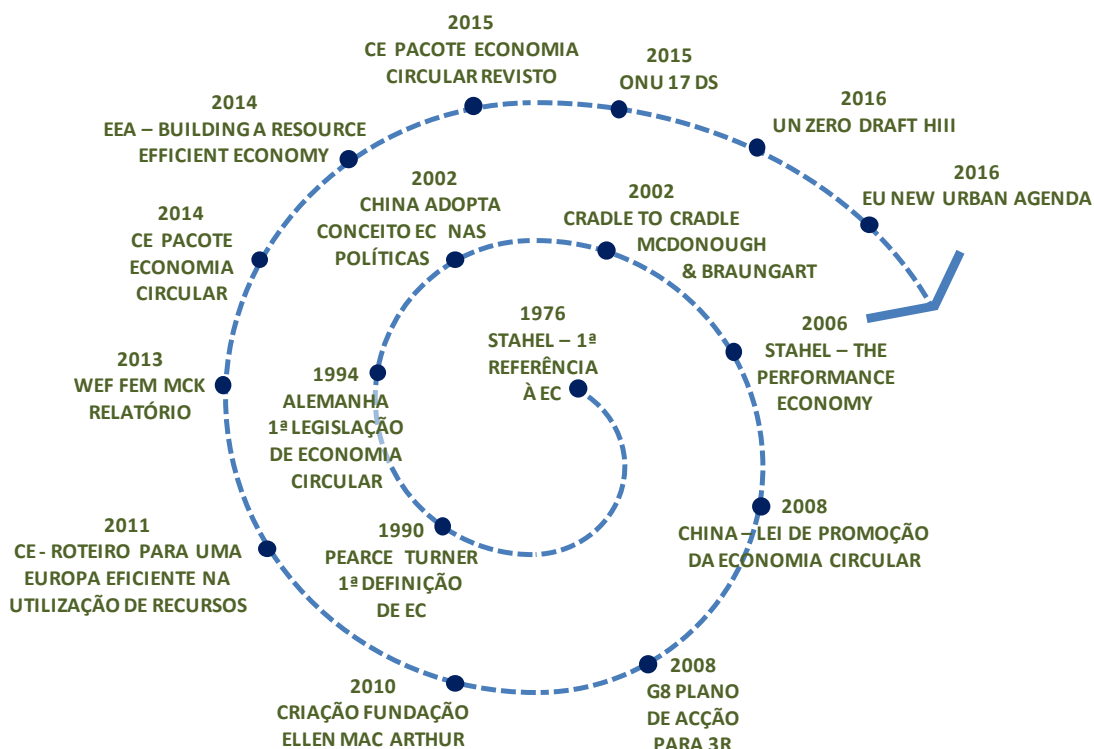 2015
CE PACOTE ECONOMIA
CIRCULAR REVISTO
2015
ONU 17 DS
2014
EEA – BUILDING A RESOURCE
EFFICIENT ECONOMY
2016
UN ZERO DRAFT HIII
2016
EU NEW URBAN AGENDA
2002
CHINA ADOPTA
CONCEITO EC NAS
POLÍTICAS
2002
CRADLE TO CRADLE
MCDONOUGH
& BRAUNGART
2014
CE PACOTE
ECONOMIA
CIRCULAR
1976
STAHEL – 1ª
REFERÊNCIA
À EC
2006
STAHEL – THE
PERFORMANCE
ECONOMY
2013
WEF FEM MCK
RELATÓRIO
1994
ALEMANHA
1ª LEGISLAÇÃO
DE ECONOMIA
CIRCULAR
2008
CHINA – LEI DE PROMOÇÃO
DA ECONOMIA CIRCULAR
2011
CE - ROTEIRO PARA UMA
EUROPA EFICIENTE NA
UTILIZAÇÃO DE RECURSOS
1990
PEARCE TURNER
1ª DEFINIÇÃO
DE EC
2010
CRIAÇÃO FUNDAÇÃO
ELLEN MAC ARTHUR
2008
G8 PLANO
DE ACÇÃO
PARA 3R